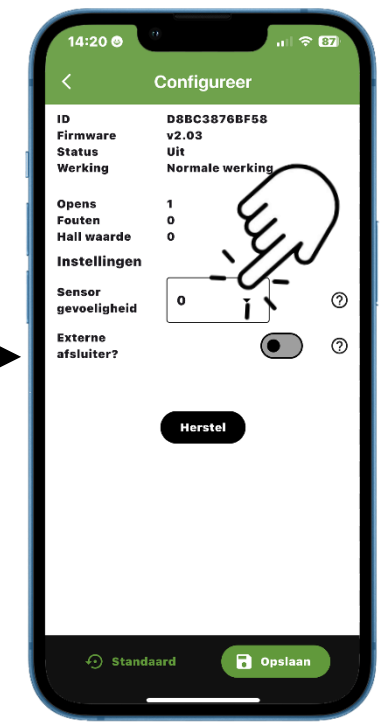 14:20 87
Configureer
ID D8BC3876BF58
Firmware v2.03
Status Uit
Werking Normale werking
Opens 1
Fouten 0
Hall waarde 0
Instellingen
Sensor
gevoeligheid 0 ?
Externe
afsluiter? ?
Herstel
Standaard Opslaan